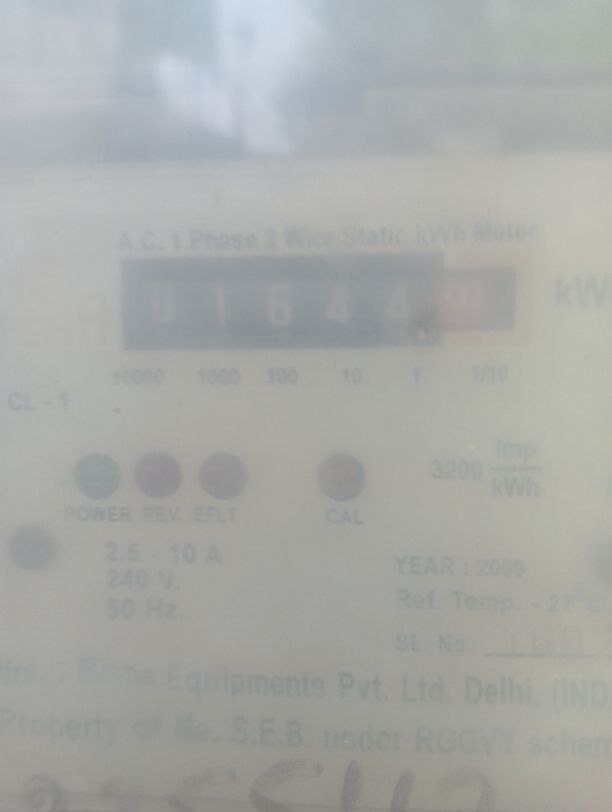 A.C. 1 Phase 2 Wire Static kWh Meter
0 1 6 4 4 kW
10000 1000 100 10 1 1/10
CL - 1
3200 Imp/kWh
POWER REV. EFLT CAL
2.5 - 10 A
240 V.
50 Hz.
YEAR : 2009
Ref. Temp. - 27°C
SL. No.
Equipments Pvt. Ltd. Delhi. (IND
Property of S.E.B. under RGGVY schem